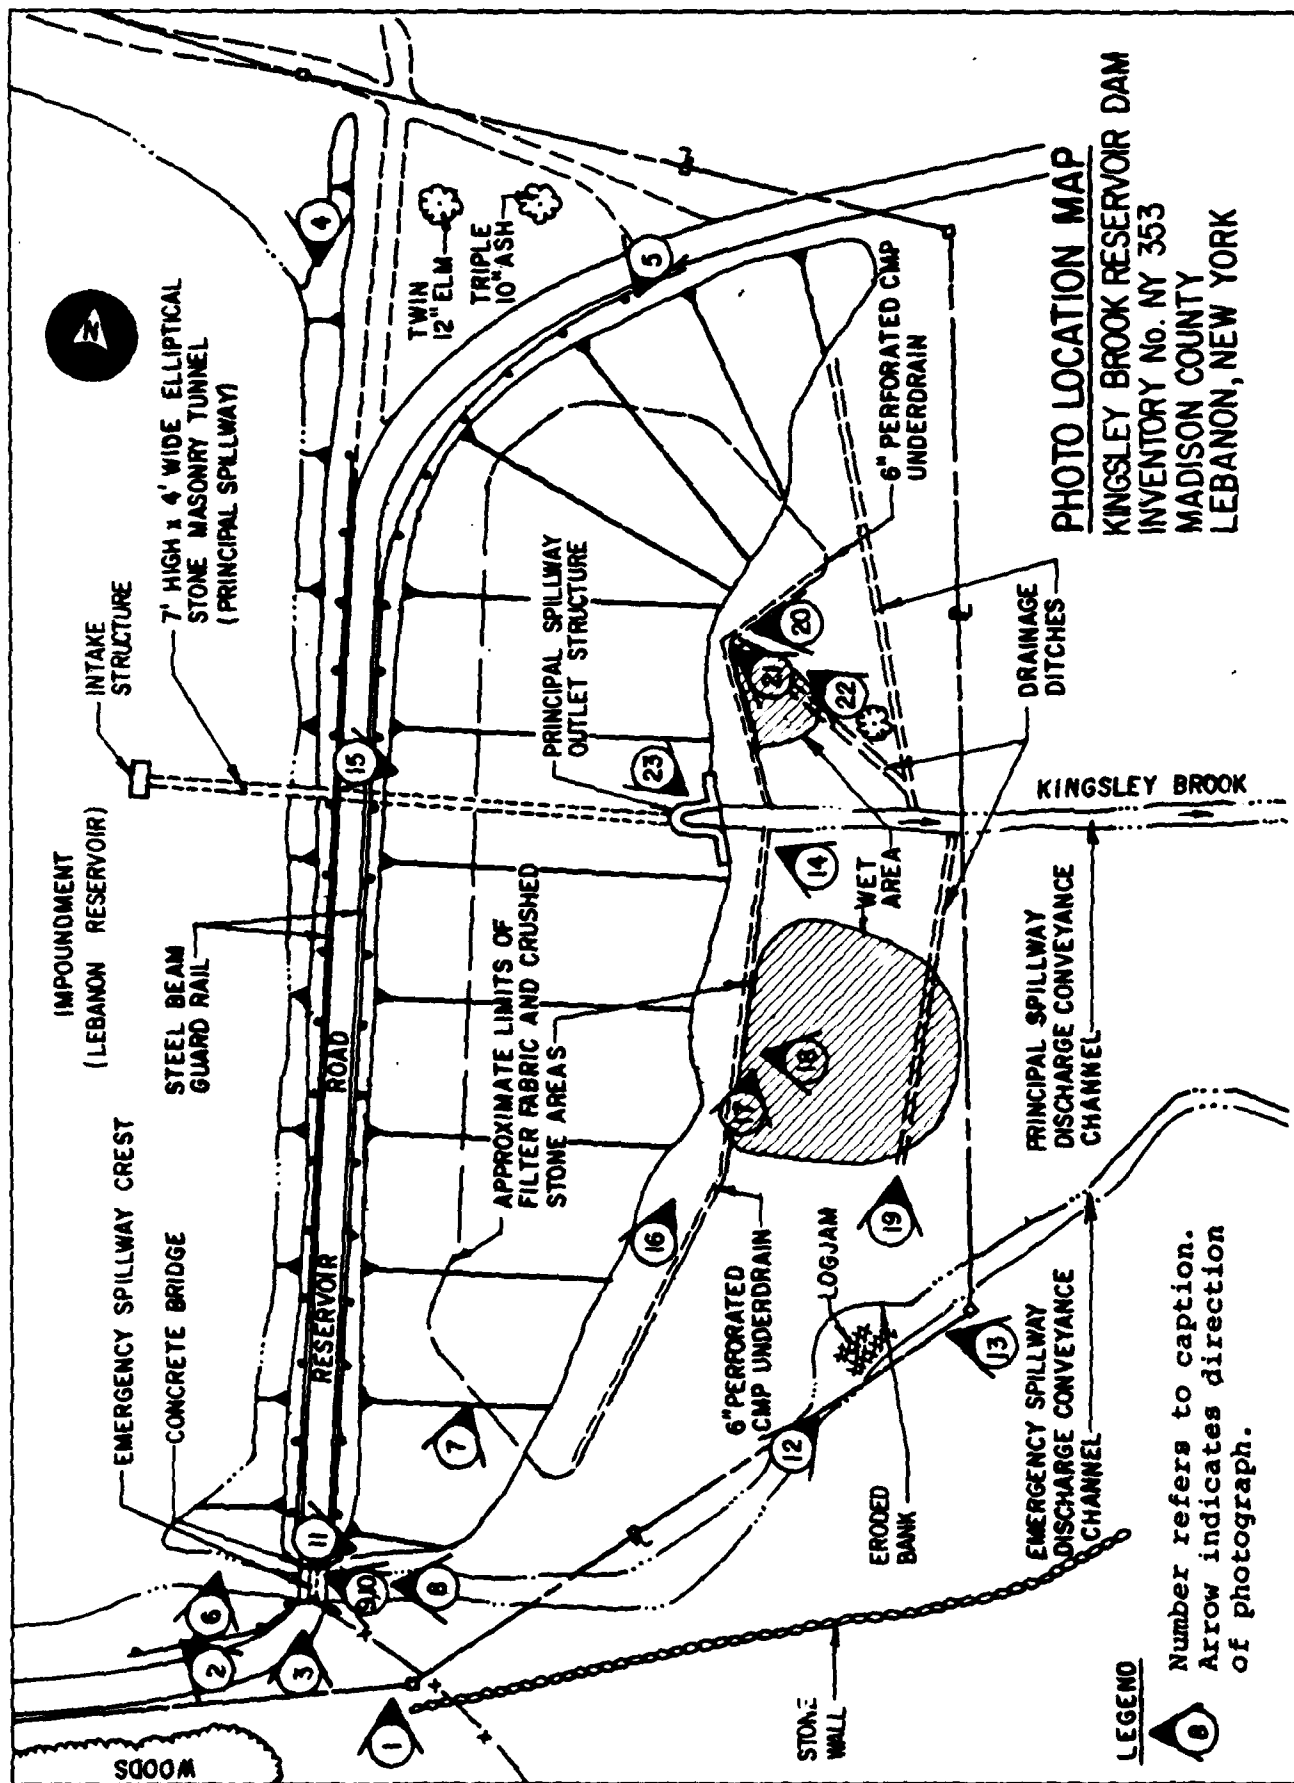 WOODS
EMERGENCY SPILLWAY CREST
CONCRETE BRIDGE
IMPOUNDMENT
(LEBANON RESERVOIR)
STEEL BEAM
GUARD RAIL
INTAKE
STRUCTURE
7' HIGH x 4' WIDE ELLIPTICAL
STONE MASONRY TUNNEL
(PRINCIPAL SPILLWAY)
N
1
2
3
6
9,10
8
11
RESERVOIR ROAD
15
4
TWIN
12" ELM
TRIPLE
10" ASH
5
7
APPROXIMATE LIMITS OF
FILTER FABRIC AND CRUSHED
STONE AREAS
PRINCIPAL SPILLWAY
OUTLET STRUCTURE
23
16
17
18
14
21
20
22
6" PERFORATED CMP
UNDERDRAIN
6" PERFORATED
CMP UNDERDRAIN
WET
AREA
12
LOGJAM
19
13
ERODED
BANK
STONE
WALL
DRAINAGE
DITCHES
KINGSLEY BROOK
EMERGENCY SPILLWAY
DISCHARGE CONVEYANCE
CHANNEL
PRINCIPAL SPILLWAY
DISCHARGE CONVEYANCE
CHANNEL
LEGEND
8
Number refers to caption.
Arrow indicates direction
of photograph.
PHOTO LOCATION MAP
KINGSLEY BROOK RESERVOIR DAM
INVENTORY No. NY 353
MADISON COUNTY
LEBANON, NEW YORK